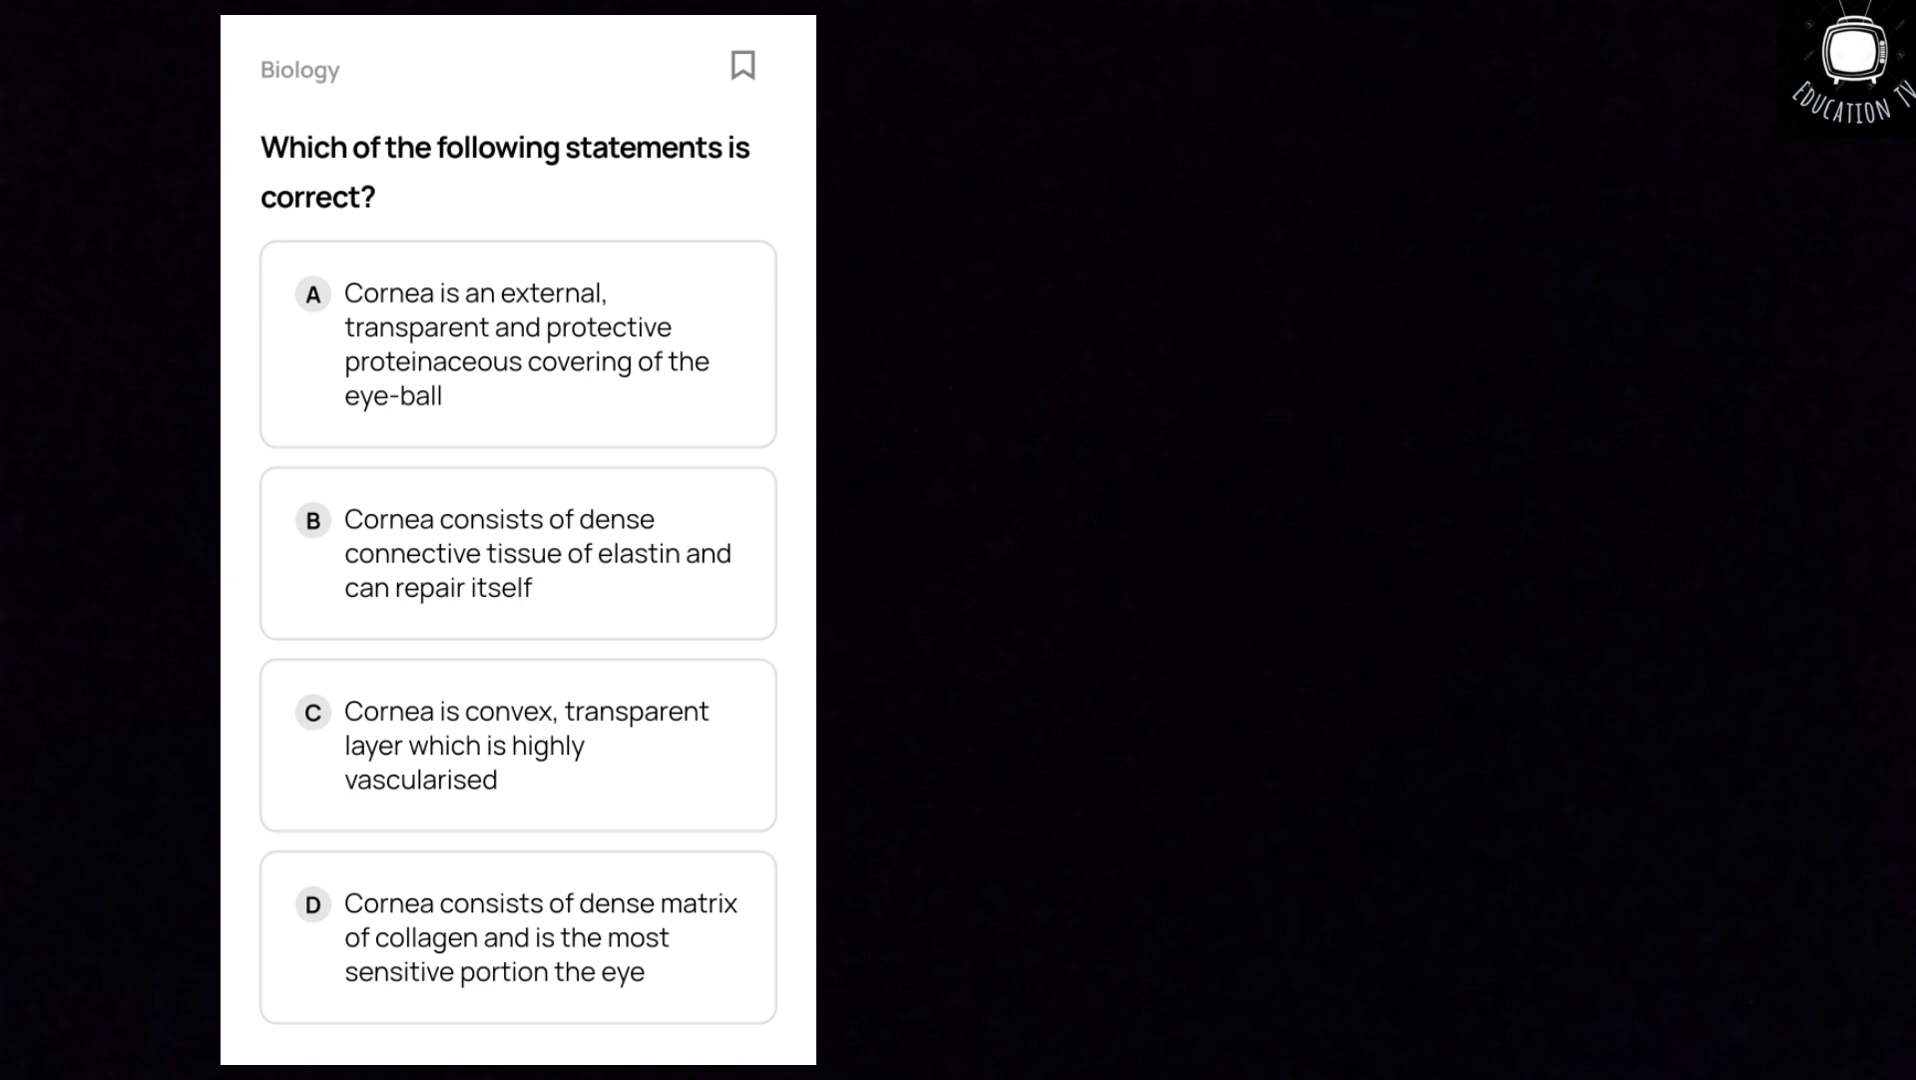 Biology
Which of the following statements is
correct?
A Cornea is an external,
transparent and protective
proteinaceous covering of the
eye-ball
B Cornea consists of dense
connective tissue of elastin and
can repair itself
C Cornea is convex, transparent
layer which is highly
vascularised
D Cornea consists of dense matrix
of collagen and is the most
sensitive portion the eye
EDUCATION TV